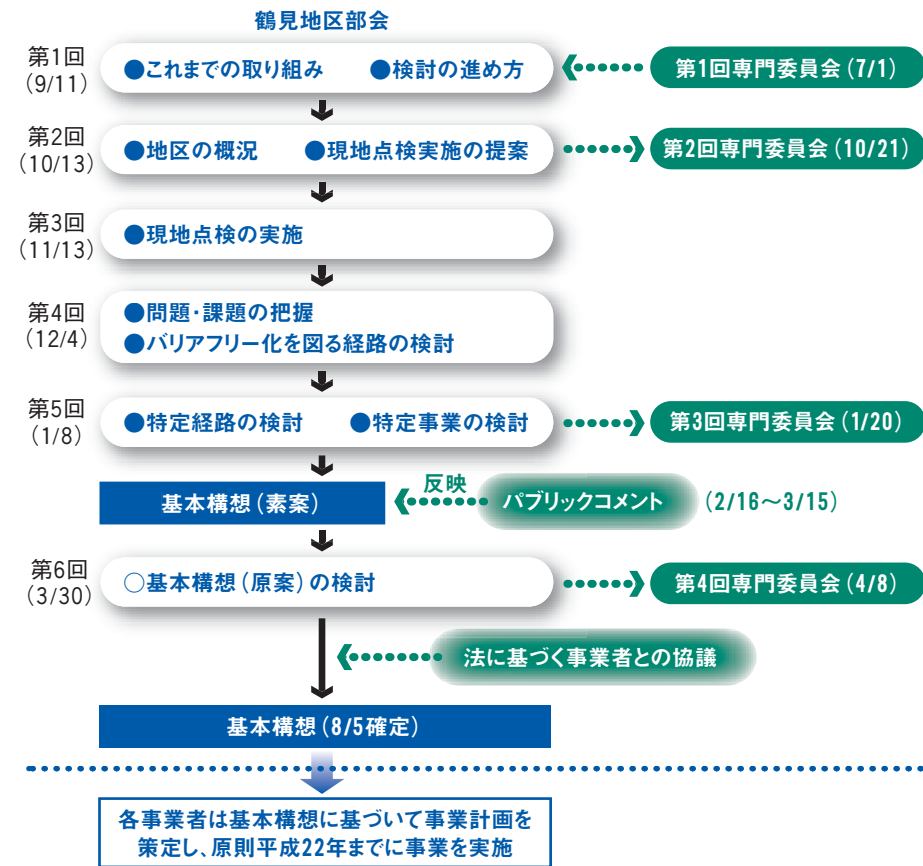 鶴見地区部会
第1回
(9/11)
●これまでの取り組み ●検討の進め方
第1回専門委員会(7/1)
第2回
(10/13)
●地区の概況 ●現地点検実施の提案
第2回専門委員会(10/21)
第3回
(11/13)
●現地点検の実施
第4回
(12/4)
●問題・課題の把握
●バリアフリー化を図る経路の検討
第5回
(1/8)
●特定経路の検討 ●特定事業の検討
第3回専門委員会(1/20)
基本構想(素案)
反映
パブリックコメント (2/16～3/15)
第6回
(3/30)
○基本構想(原案)の検討
第4回専門委員会(4/8)
法に基づく事業者との協議
基本構想(8/5確定)
各事業者は基本構想に基づいて事業計画を
策定し、原則平成22年までに事業を実施